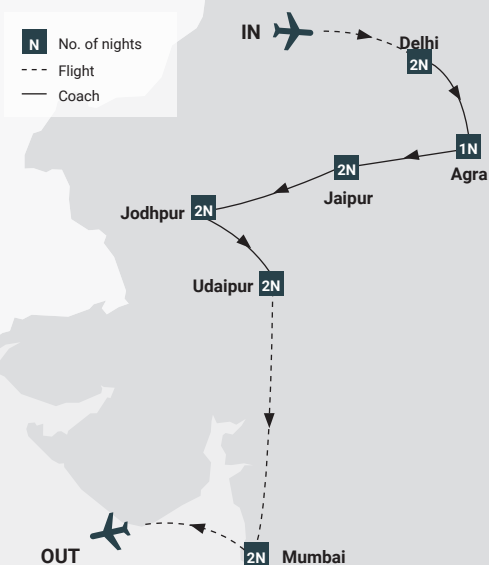 N No. of nights
Flight
Coach
IN
Delhi
2N
1N
Agra
2N
Jaipur
Jodhpur 2N
Udaipur 2N
OUT
2N Mumbai